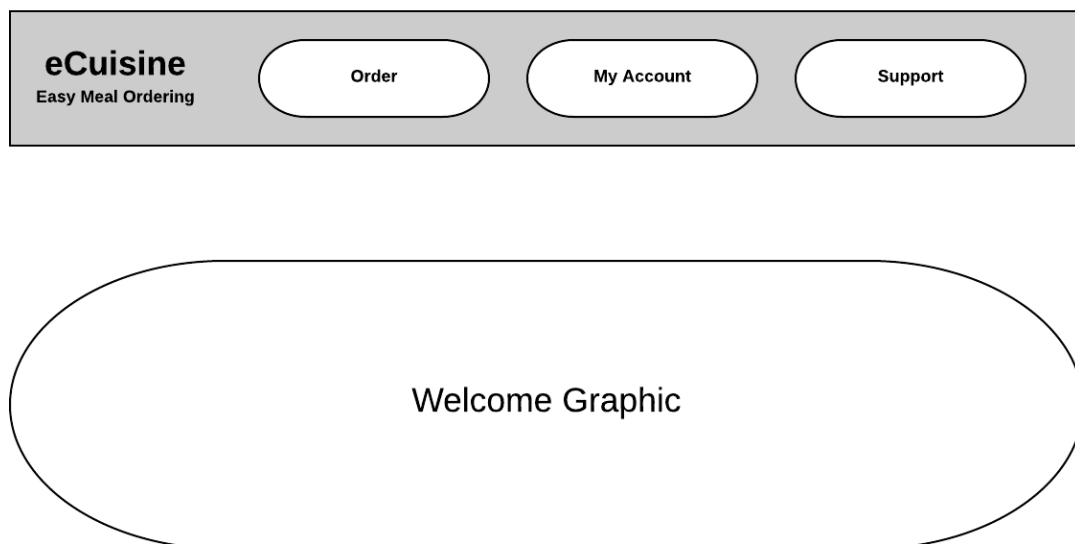 eCuisine
Easy Meal Ordering
Order
My Account
Support
Welcome Graphic